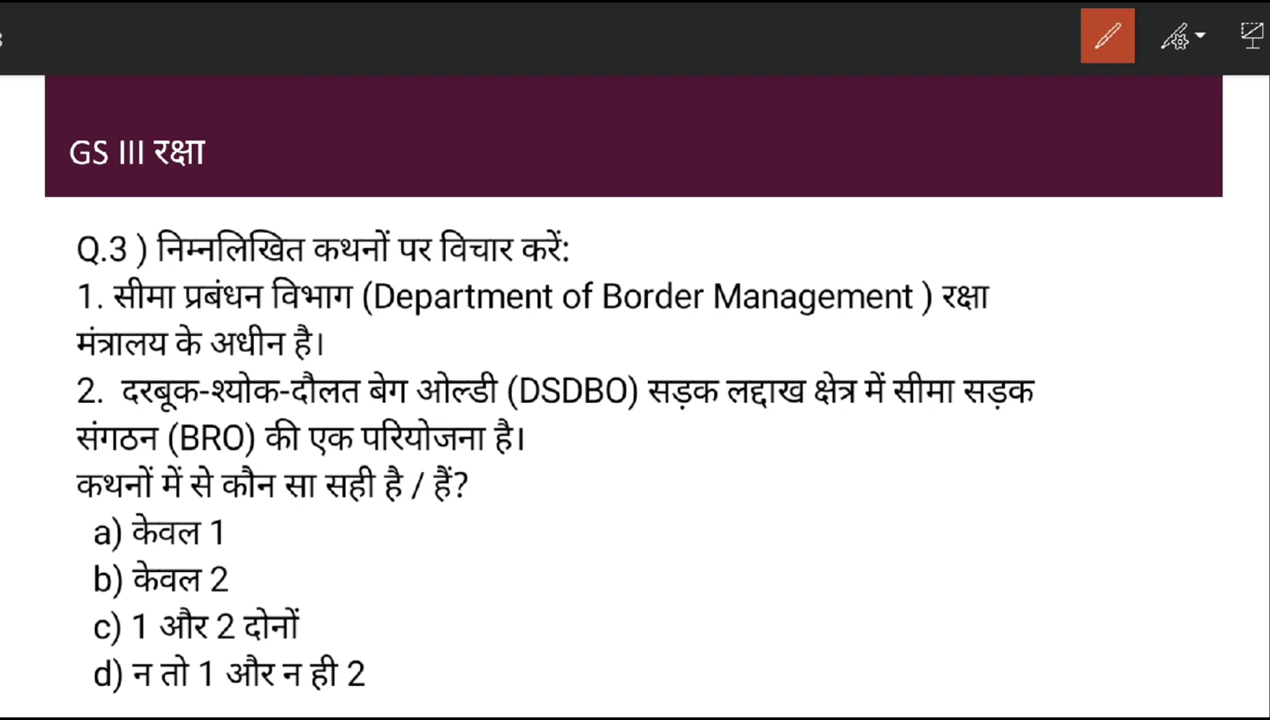 GS III रक्षा
Q.3 ) निम्नलिखित कथनों पर विचार करें:
1. सीमा प्रबंधन विभाग (Department of Border Management ) रक्षा
मंत्रालय के अधीन है।
2. दरबूक-श्योक-दौलत बेग ओल्डी (DSDBO) सड़क लद्दाख क्षेत्र में सीमा सड़क
संगठन (BRO) की एक परियोजना है।
कथनों में से कौन सा सही है / हैं?
a) केवल 1
b) केवल 2
c) 1 और 2 दोनों
d) न तो 1 और न ही 2